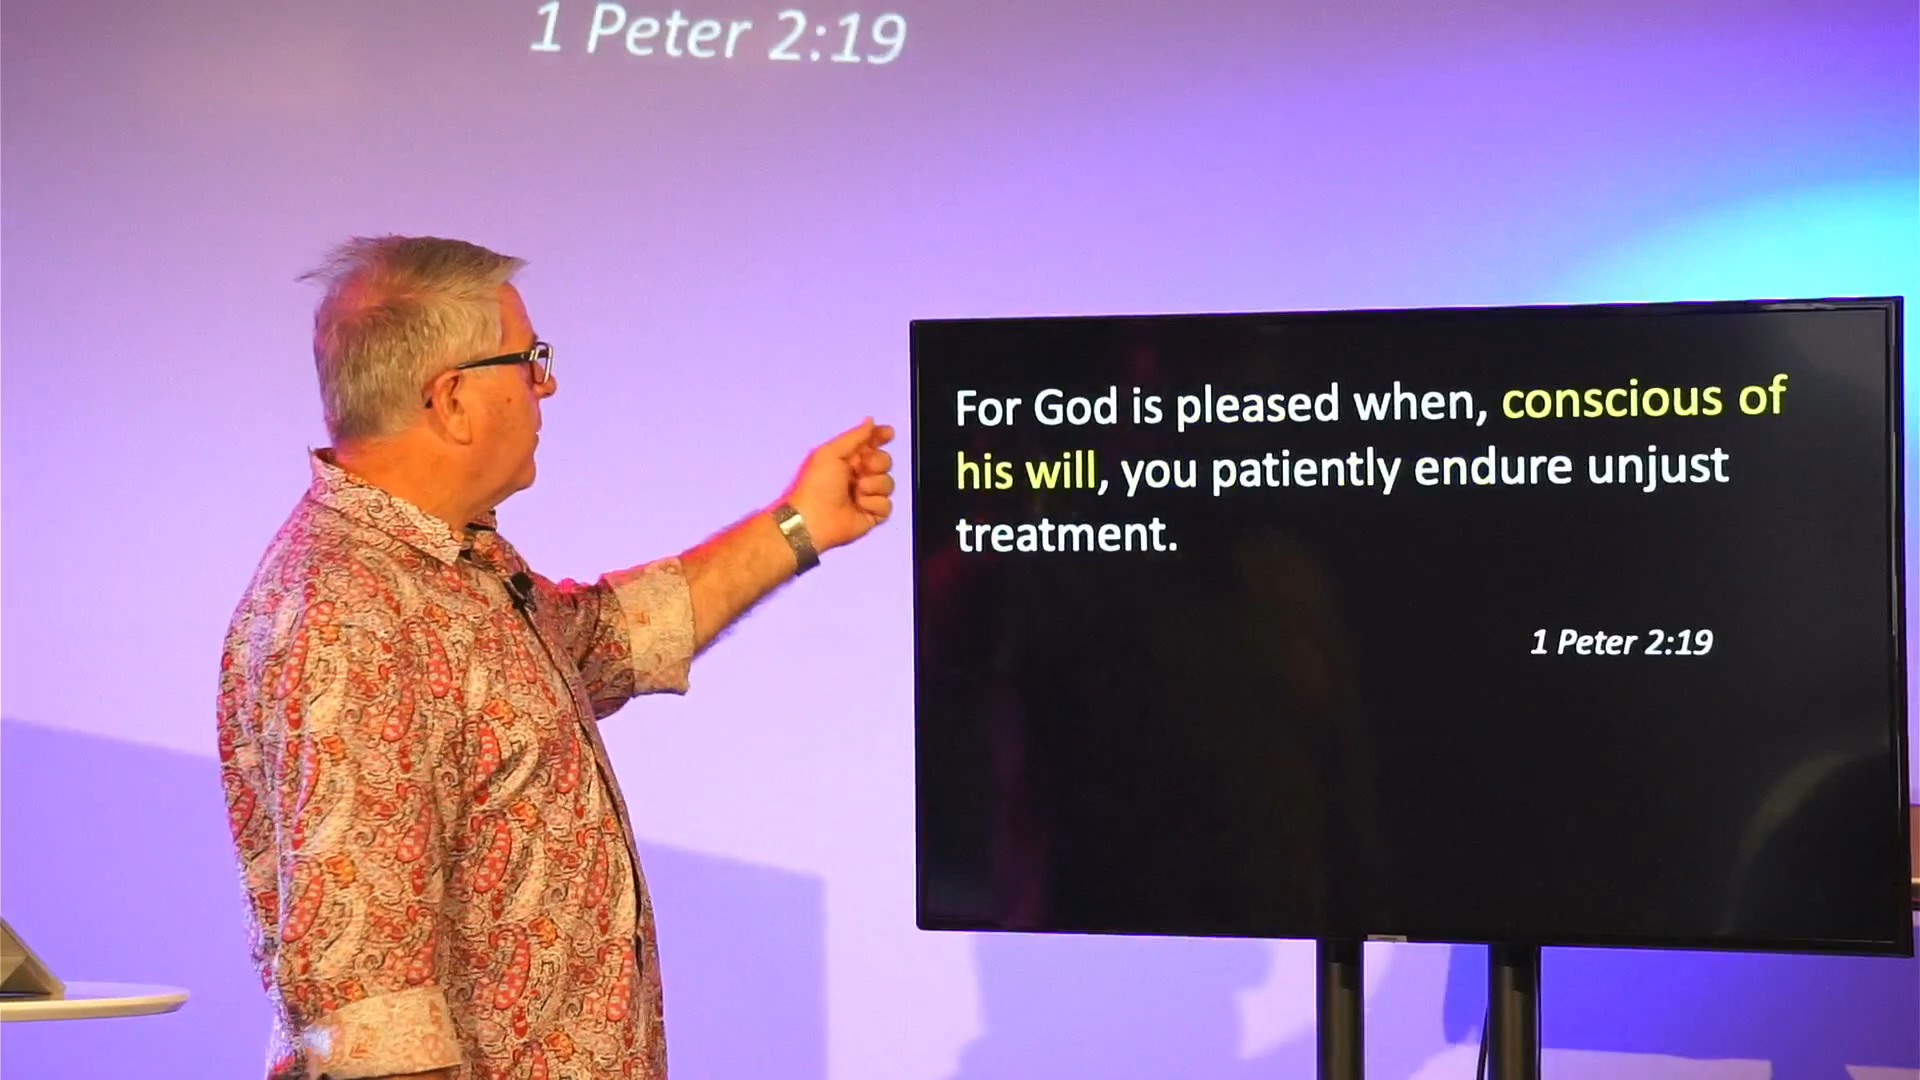 1 Peter 2:19
For God is pleased when, conscious of
his will, you patiently endure unjust
treatment.
1 Peter 2:19